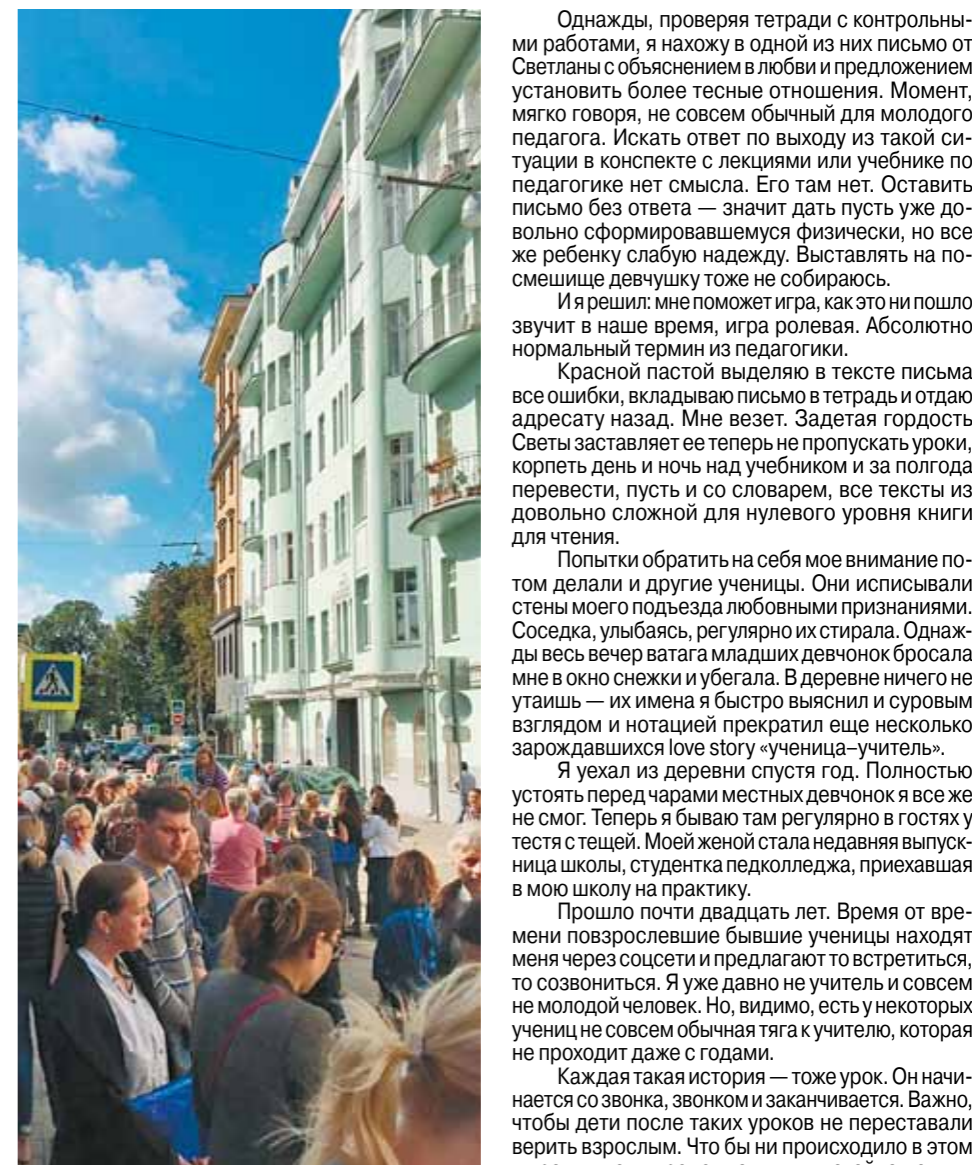 Однажды, проверяя тетради с контрольны-
ми работами, я нахожу в одной из них письмо от
Светланы с объяснением в любви и предложением
установить более тесные отношения. Момент,
мягко говоря, не совсем обычный для молодого
педагога. Искать ответ по выходу из такой си-
туации в конспекте с лекциями или учебнике по
педагогике нет смысла. Его там нет. Оставить
письмо без ответа — значит дать пусть уже до-
вольно сформировавшемуся физически, но все
же ребенку слабую надежду. Выставлять на по-
смешище девчушку тоже не собираюсь.
И я решил: мне поможет игра, как это ни пошло
звучит в наше время, игра ролевая. Абсолютно
нормальный термин из педагогики.
Красной пастой выделяю в тексте письма
все ошибки, вкладываю письмо в тетрадь и отдаю
адресату назад. Мне везет. Задетая гордость
Светы заставляет ее теперь не пропускать уроки,
корпеть день и ночь над учебником и за полгода
перевести, пусть и со словарем, все тексты из
довольно сложной для нулевого уровня книги
для чтения.
Попытки обратить на себя мое внимание по-
том делали и другие ученицы. Они исписывали
стены моего подъезда любовными признаниями.
Соседка, улыбаясь, регулярно их стирала. Однаж-
ды весь вечер ватага младших девчонок бросала
мне в окно снежки и убегала. В деревне ничего не
утаишь — их имена я быстро выяснил и суровым
взглядом и нотацией прекратил еще несколько
зарождавшихся love story «ученица–учитель».
Я уехал из деревни спустя год. Полностью
устоять перед чарами местных девчонок я все же
не смог. Теперь я бываю там регулярно в гостях у
тестя с тещей. Моей женой стала недавняя выпуск-
ница школы, студентка педколледжа, приехавшая
в мою школу на практику.
Прошло почти двадцать лет. Время от вре-
мени повзрослевшие бывшие ученицы находят
меня через соцсети и предлагают то встретиться,
то созвониться. Я уже давно не учитель и совсем
не молодой человек. Но, видимо, есть у некоторых
учениц не совсем обычная тяга к учителю, которая
не проходит даже с годами.
Каждая такая история — тоже урок. Он начи-
нается со звонка, звонком и заканчивается. Важно,
чтобы дети после таких уроков не переставали
верить взрослым. Что бы ни происходило в этом